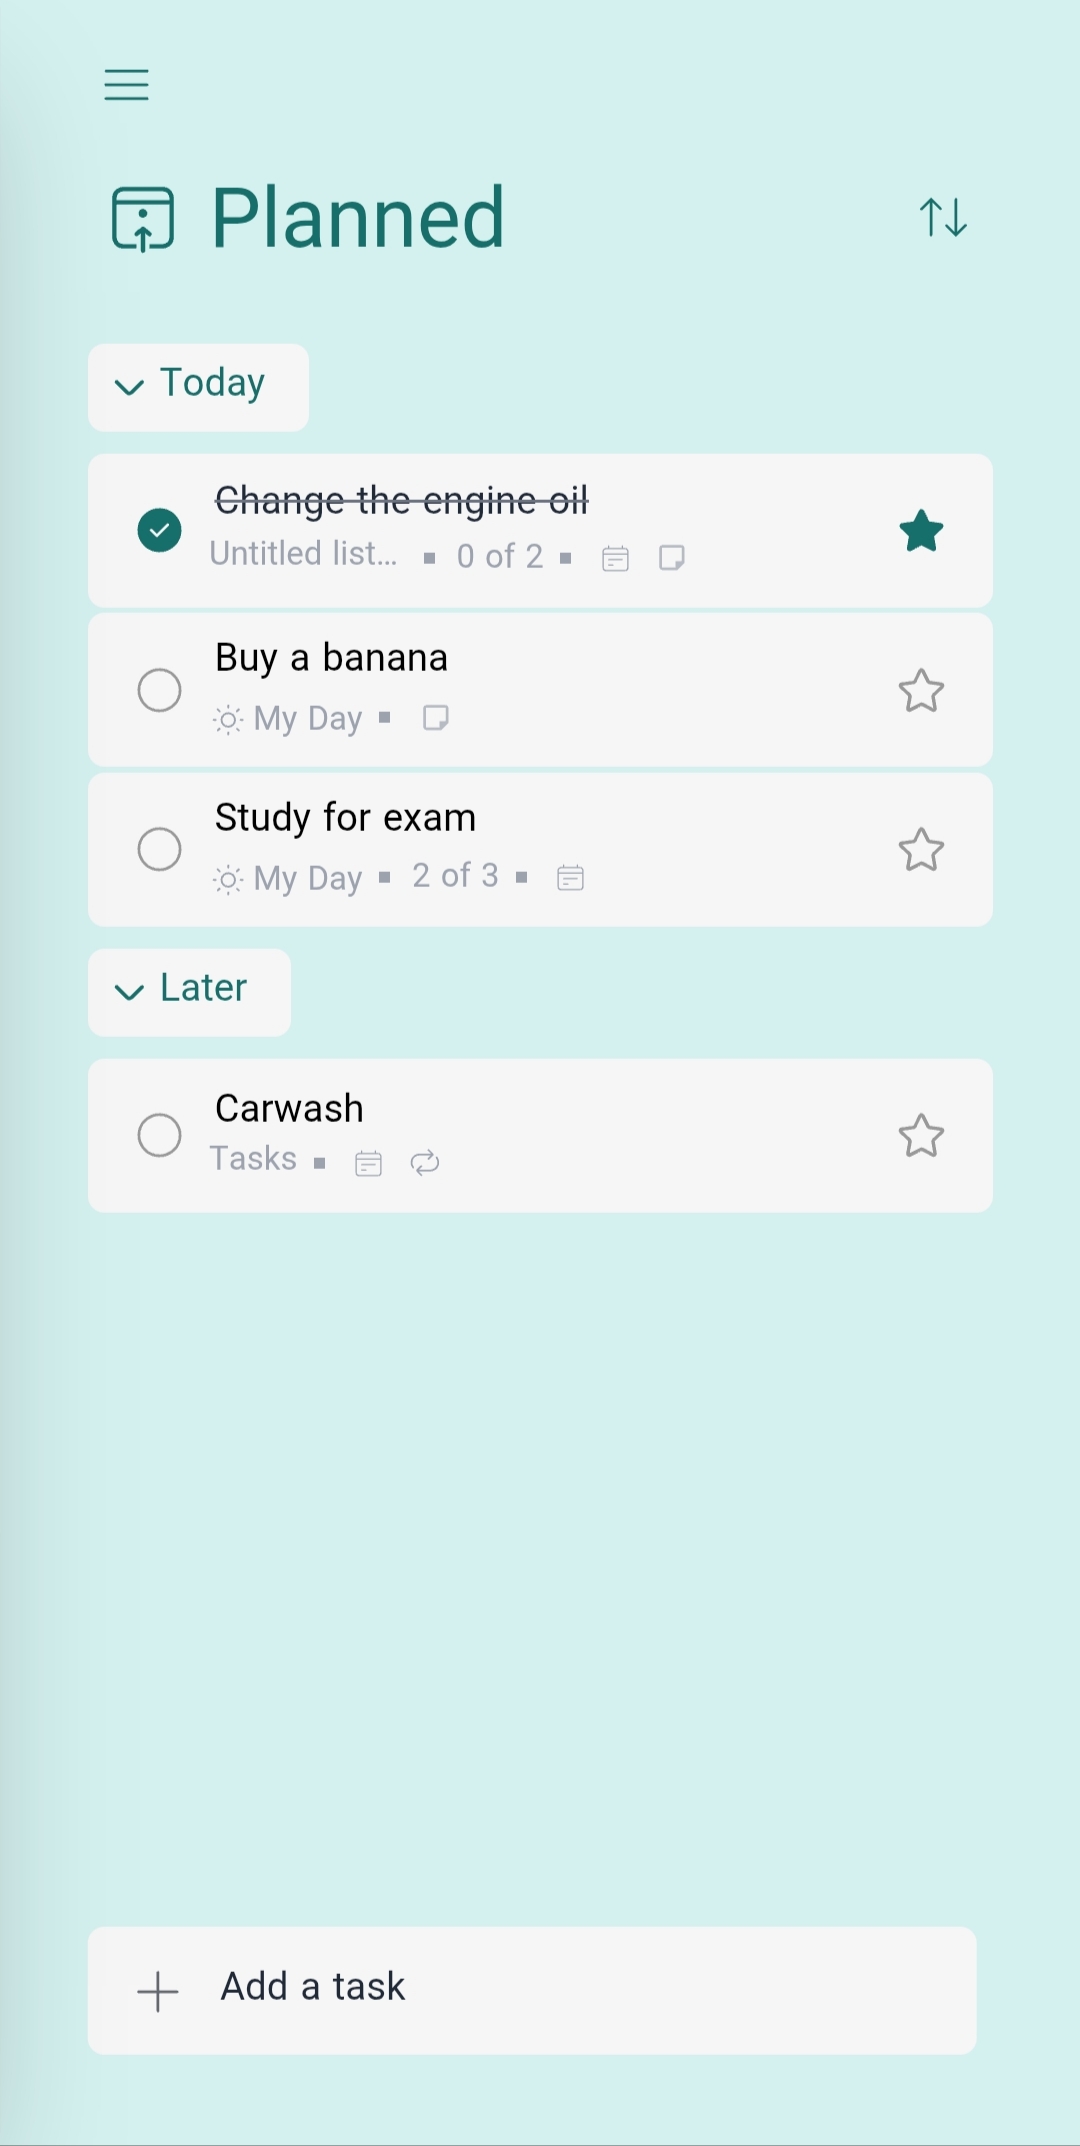 Planned
Today
Change the engine oil
Untitled list... ▪ 0 of 2 ▪
Buy a banana
My Day ▪
Study for exam
My Day ▪ 2 of 3 ▪
Later
Carwash
Tasks ▪
Add a task